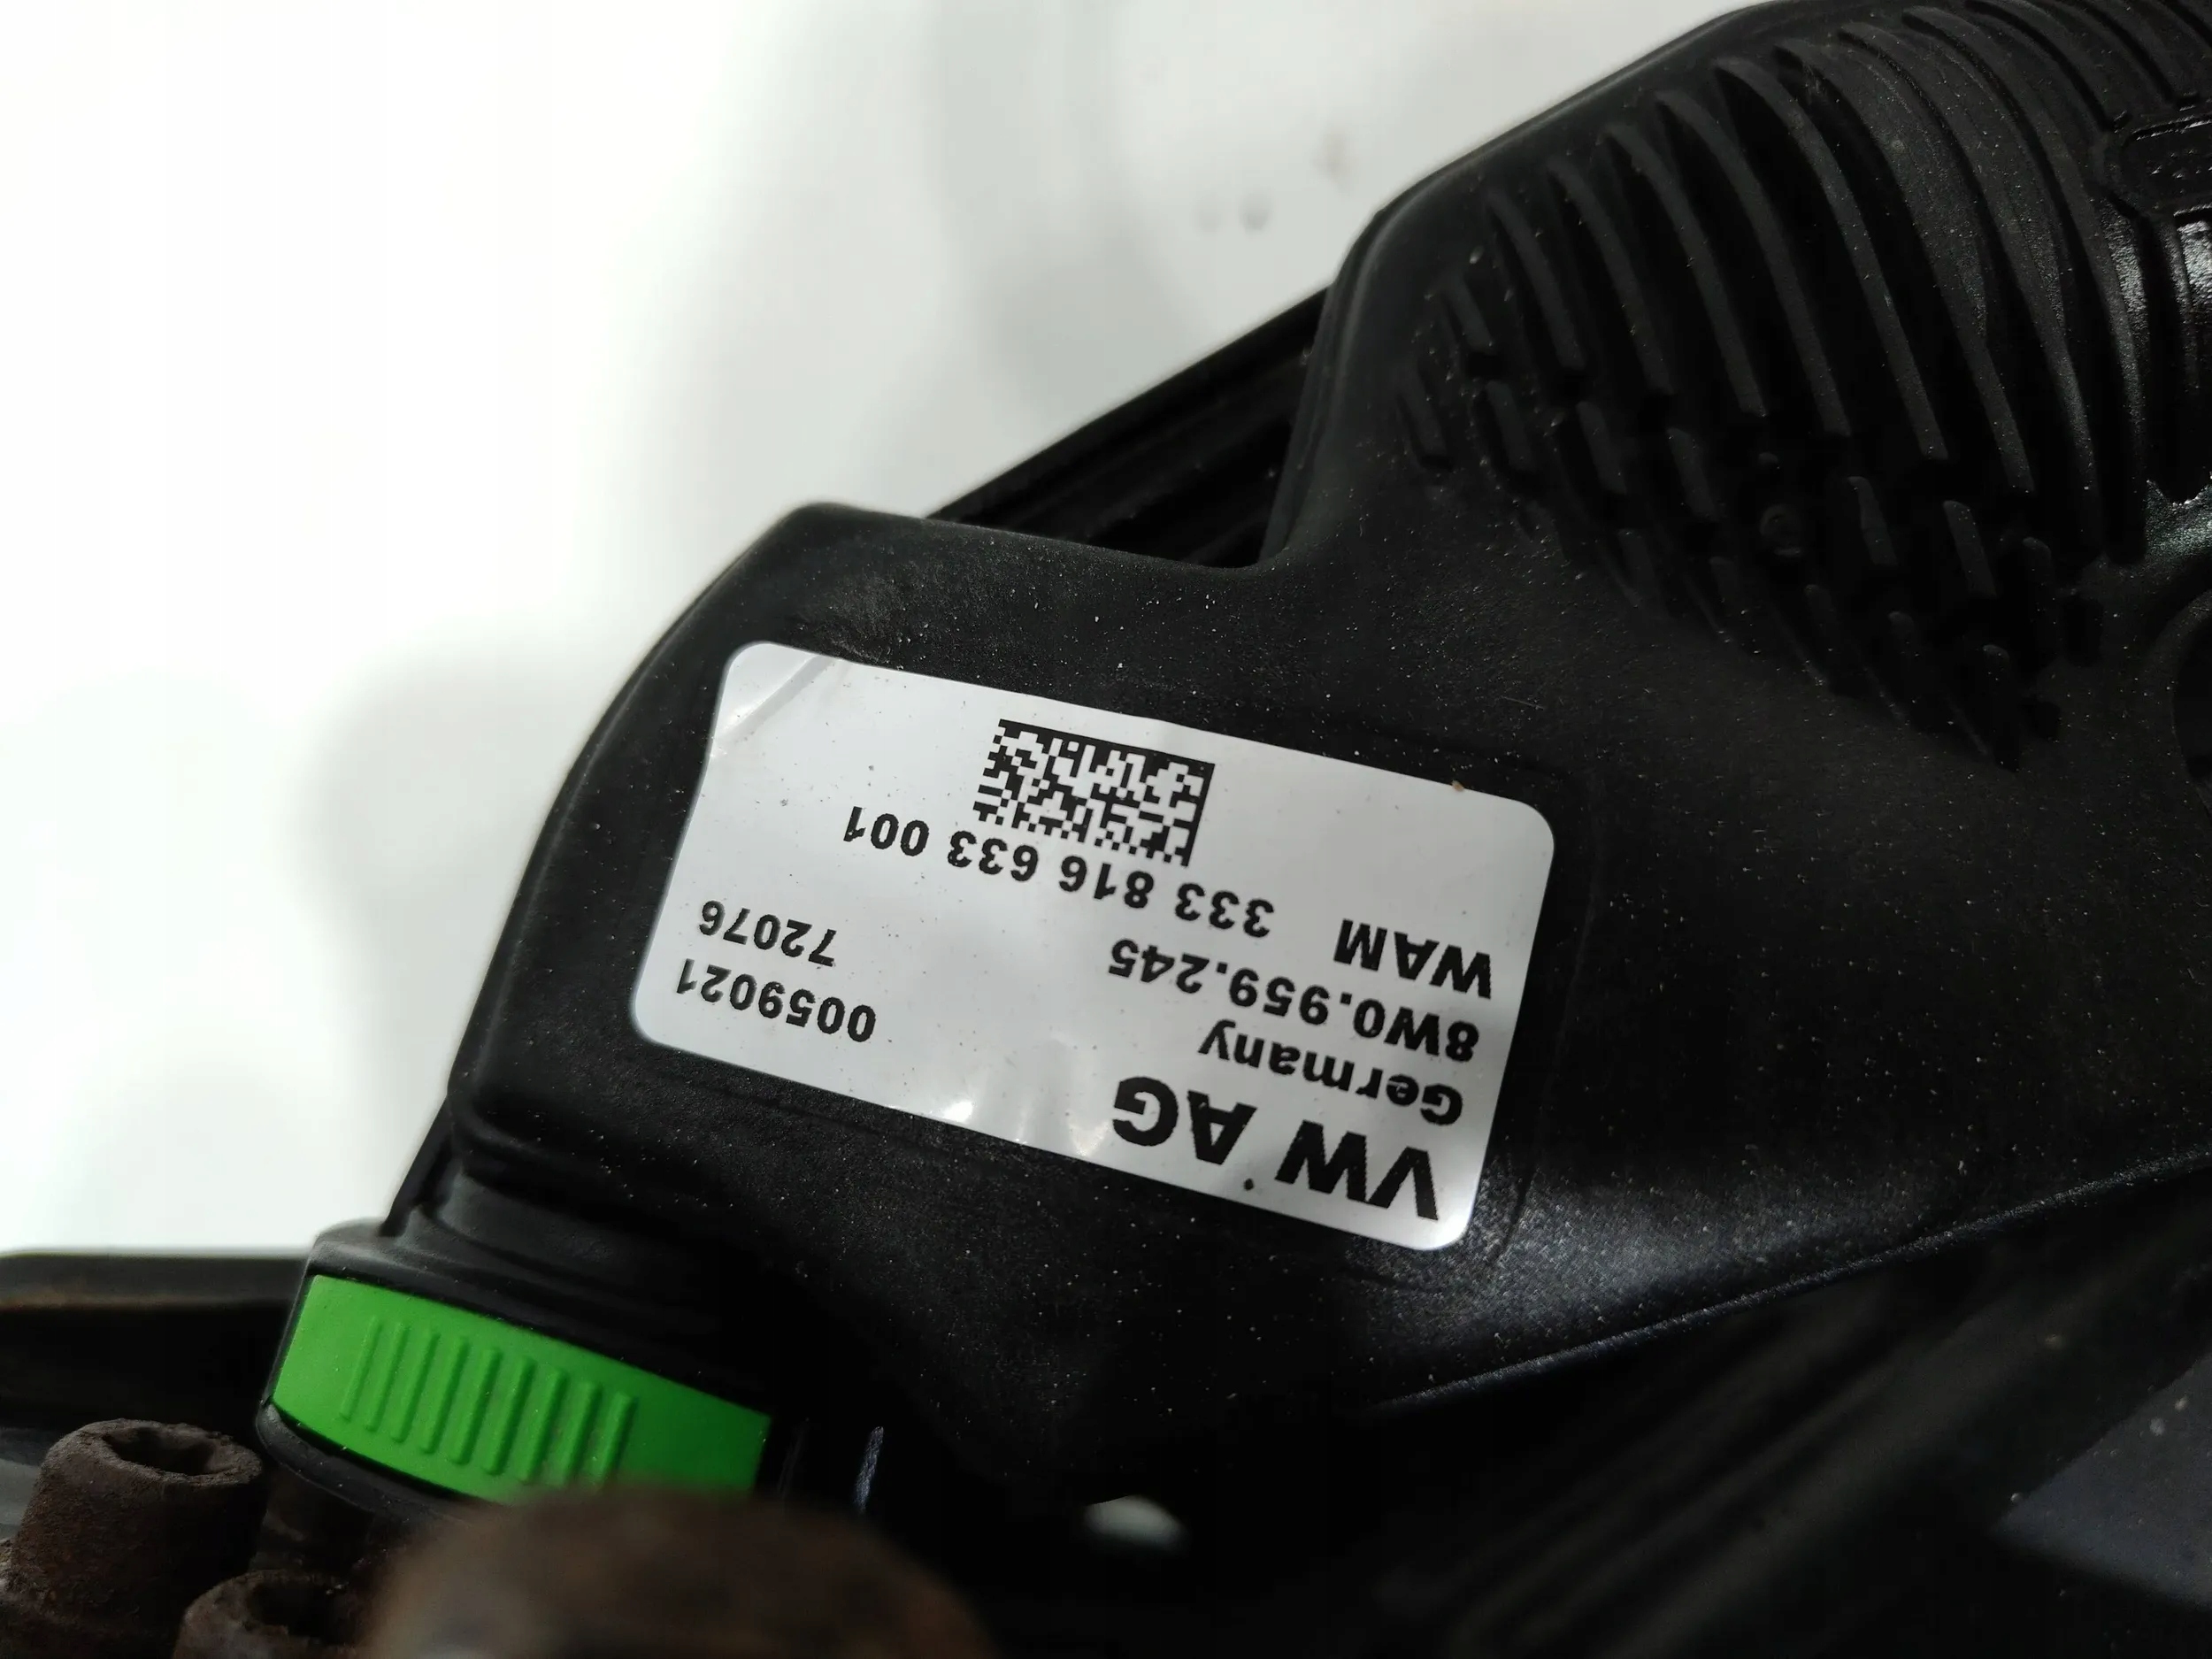 VW AG
Germany
0059021
8W0.959.245
72076
WAM
333 816 633 001